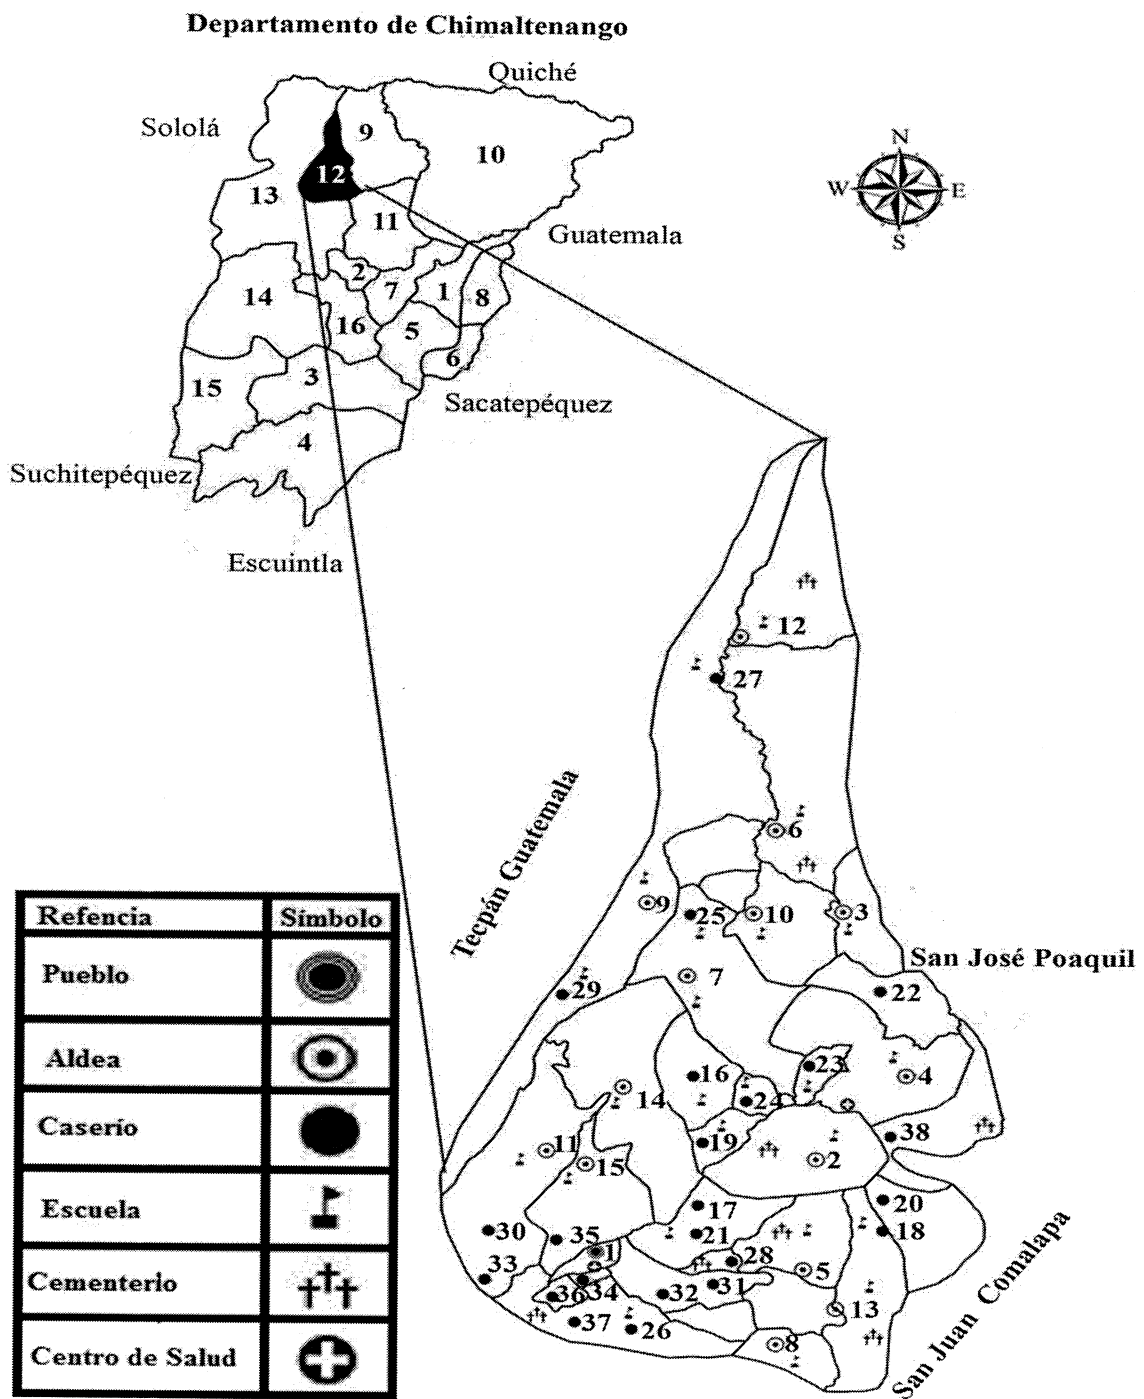 Departamento de Chimaltenango
Quiché
Sololá
9
10
12
13
11
Guatemala
2
7
1
8
14
16
5
6
3
15
Sacatepéquez
4
Suchitepéquez
Escuintla
N
W
E
S
12
27
6
Tecpán Guatemala
9
25
10
3
San José Poaquil
7
29
22
23
16
4
14
24
38
19
11
2
15
17
20
21
18
30
35
1
28
5
33
34
31
36
32
13
37
26
8
San Juan Comalapa
Refencia Símbolo
Pueblo
Aldea
Caserío
Escuela
Cementerio
Centro de Salud